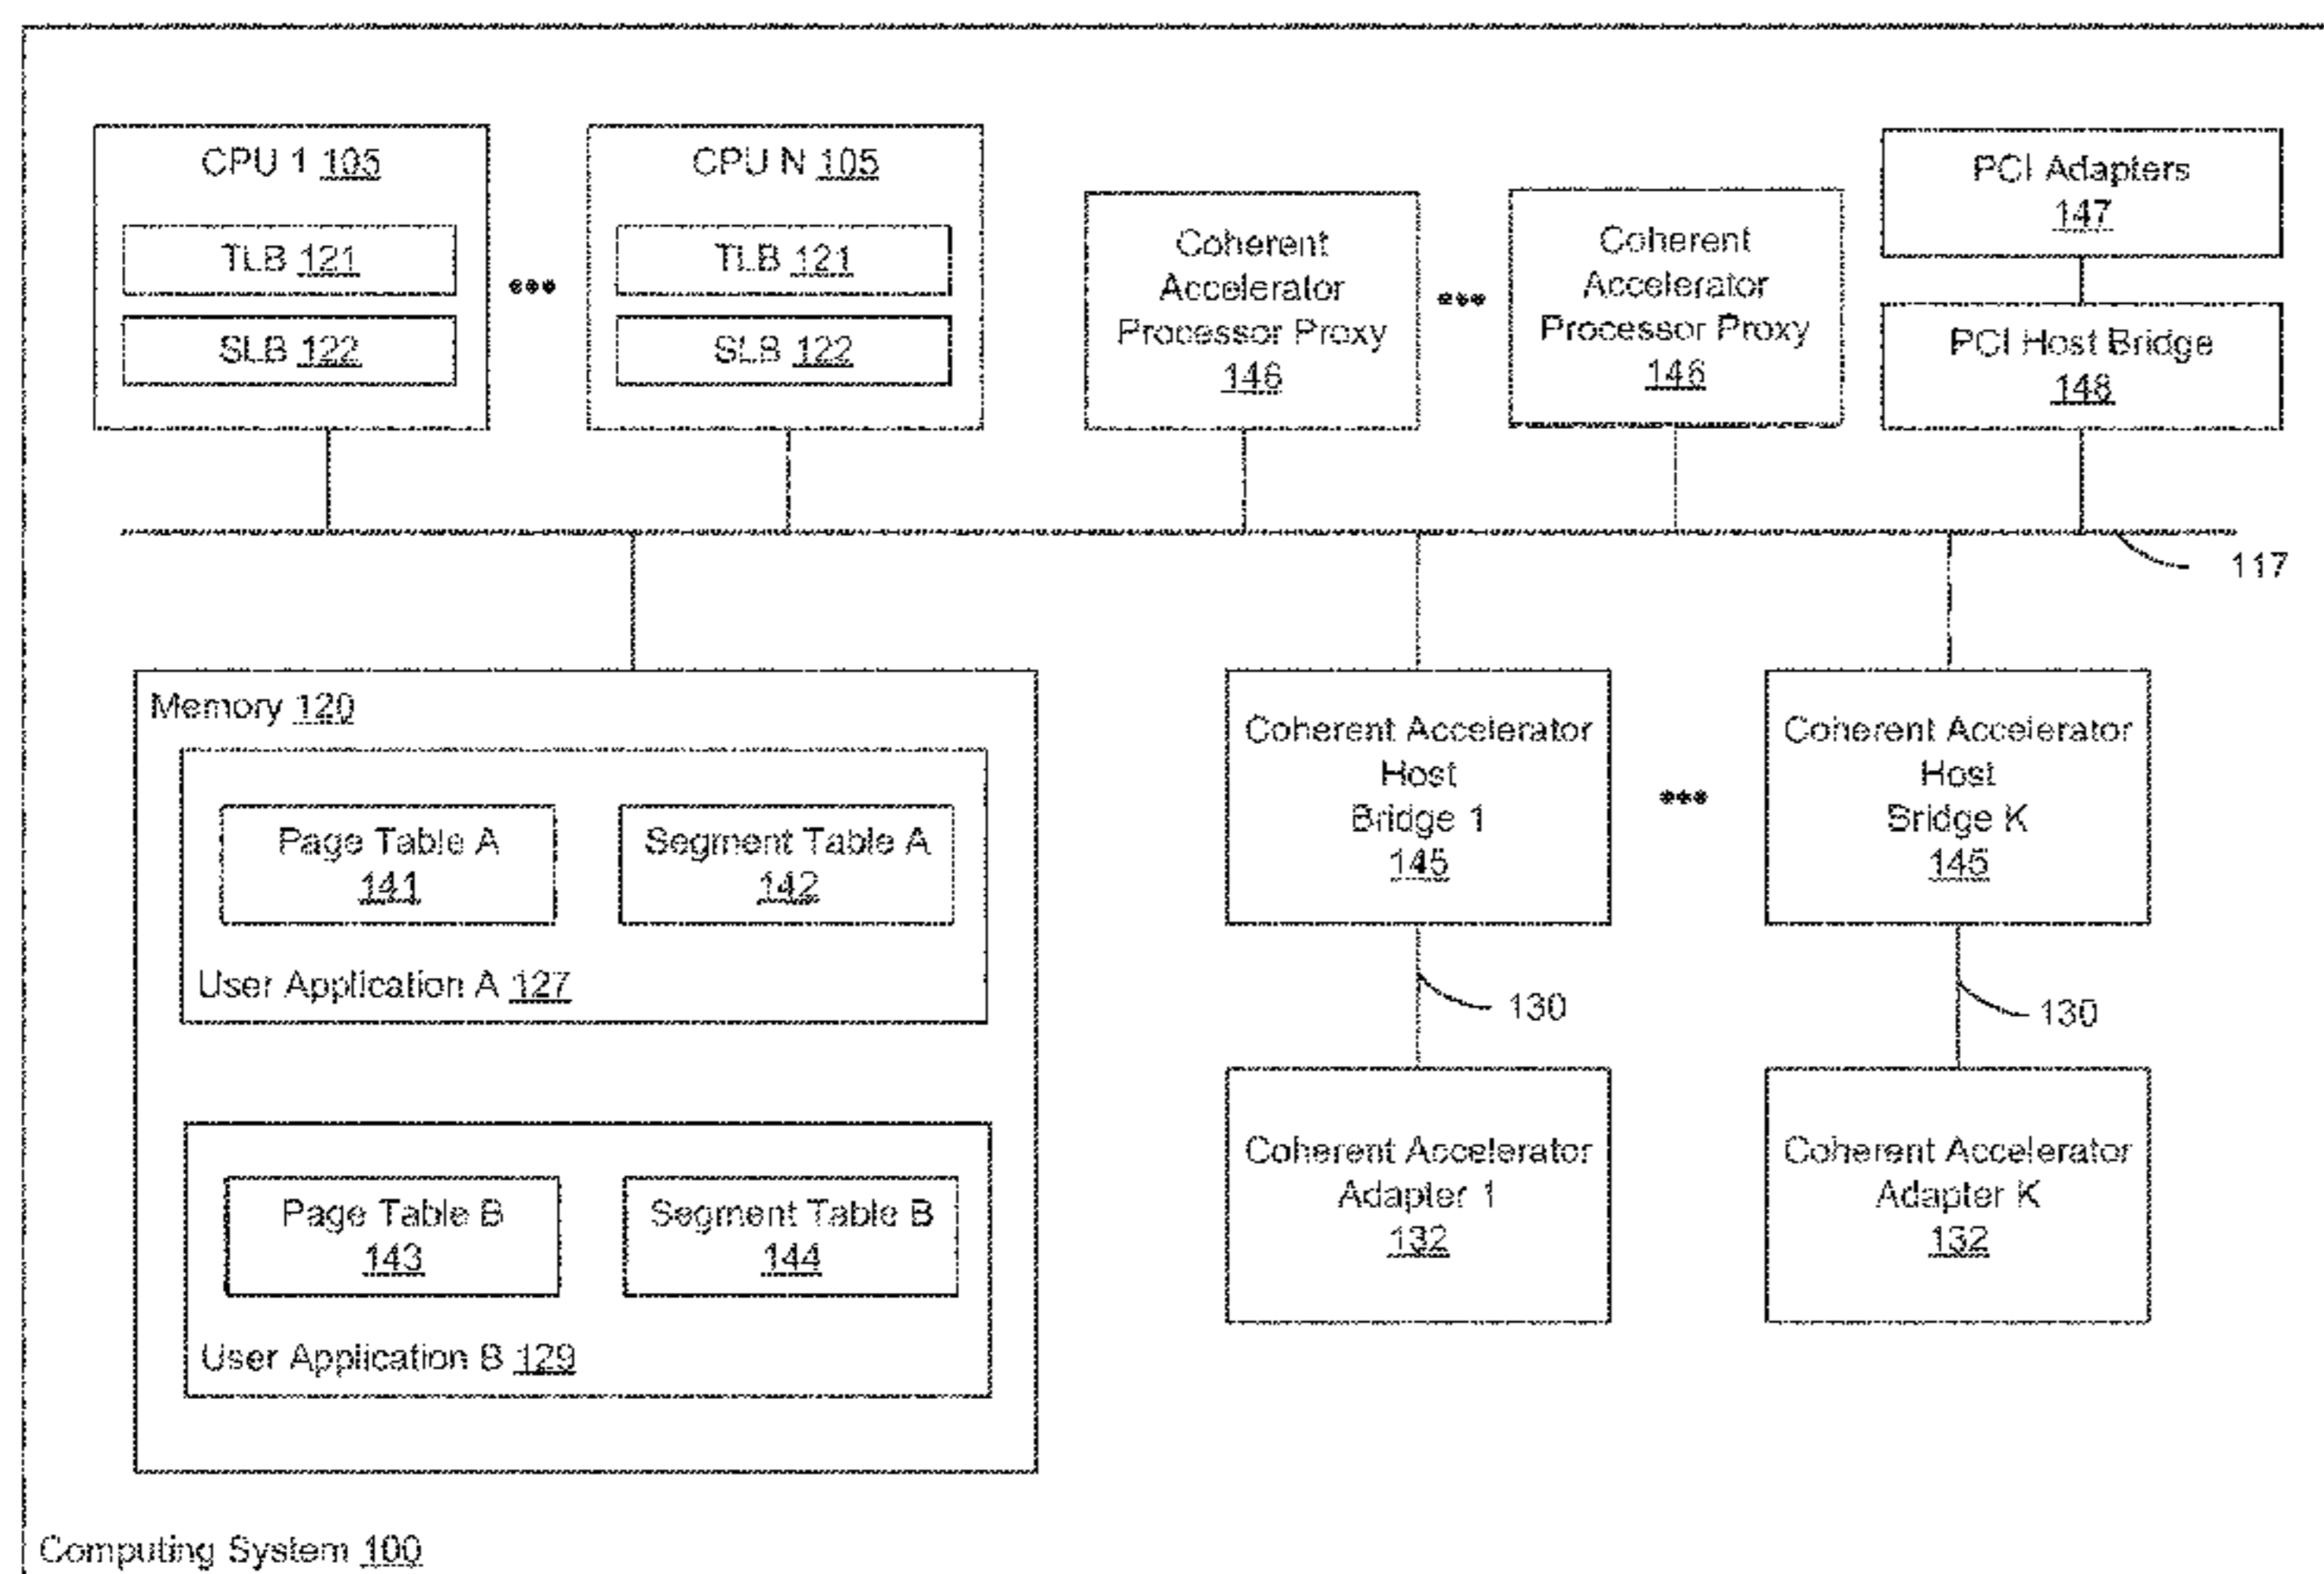 CPU 1 105
TLB 121
SLB 122
•••
CPU N 105
TLB 121
SLB 122
Coherent
Accelerator
Processor Proxy
146
•••
Coherent
Accelerator
Processor Proxy
146
PCI Adapters
147
PCI Host Bridge
148
117
Memory 120
Page Table A
141
Segment Table A
142
User Application A 127
Page Table B
143
Segment Table B
144
User Application B 129
Coherent Accelerator
Host
Bridge 1
145
•••
Coherent Accelerator
Host
Bridge K
145
130
130
Coherent Accelerator
Adapter 1
132
Coherent Accelerator
Adapter K
132
Computing System 100